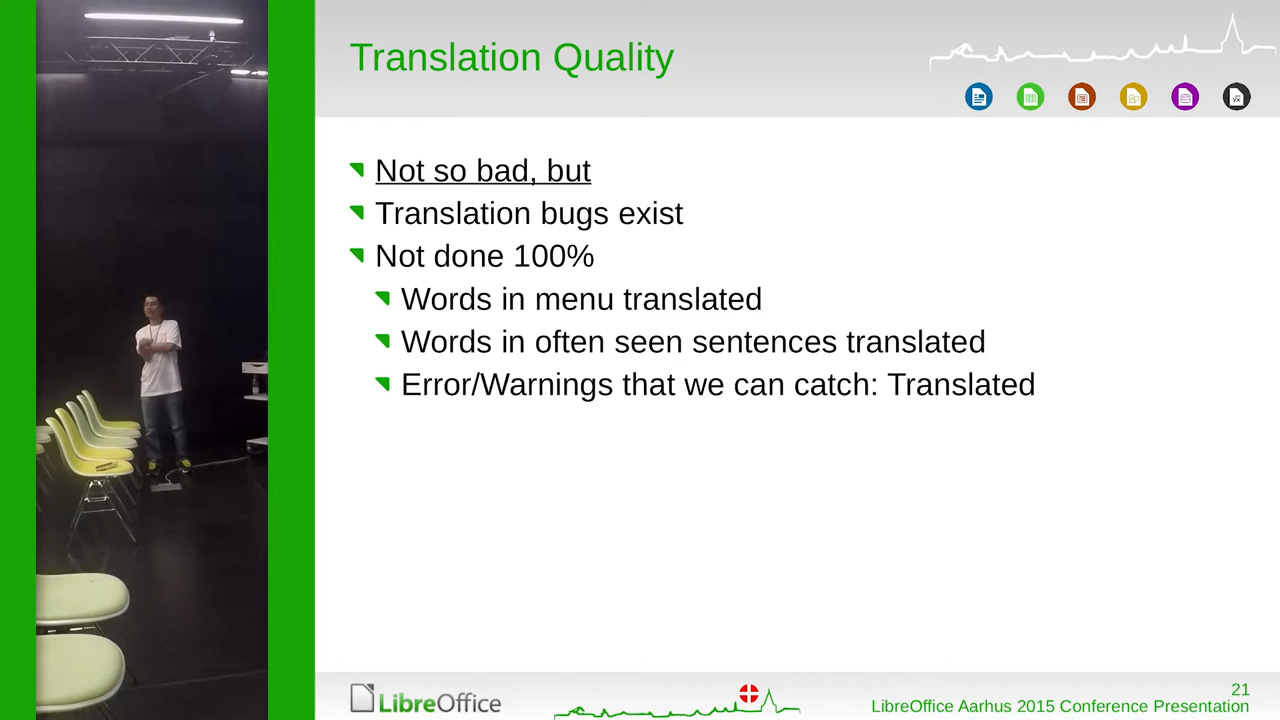 Translation Quality
Not so bad, but
Translation bugs exist
Not done 100%
Words in menu translated
Words in often seen sentences translated
Error/Warnings that we can catch: Translated
LibreOffice
21
LibreOffice Aarhus 2015 Conference Presentation